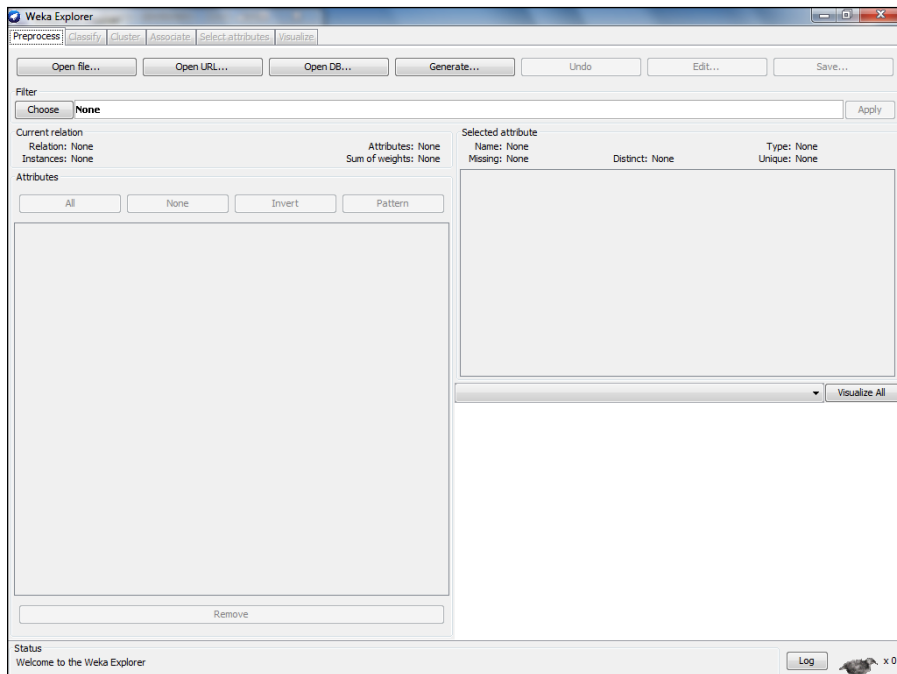 Weka Explorer
Preprocess Classify Cluster Associate Select attributes Visualize
Open file... Open URL... Open DB... Generate... Undo Edit... Save...
Filter
Choose None Apply
Current relation
Relation: None Attributes: None
Instances: None Sum of weights: None
Selected attribute
Name: None Type: None
Missing: None Distinct: None Unique: None
Attributes
All None Invert Pattern
Visualize All
Remove
Status
Welcome to the Weka Explorer
Log x 0